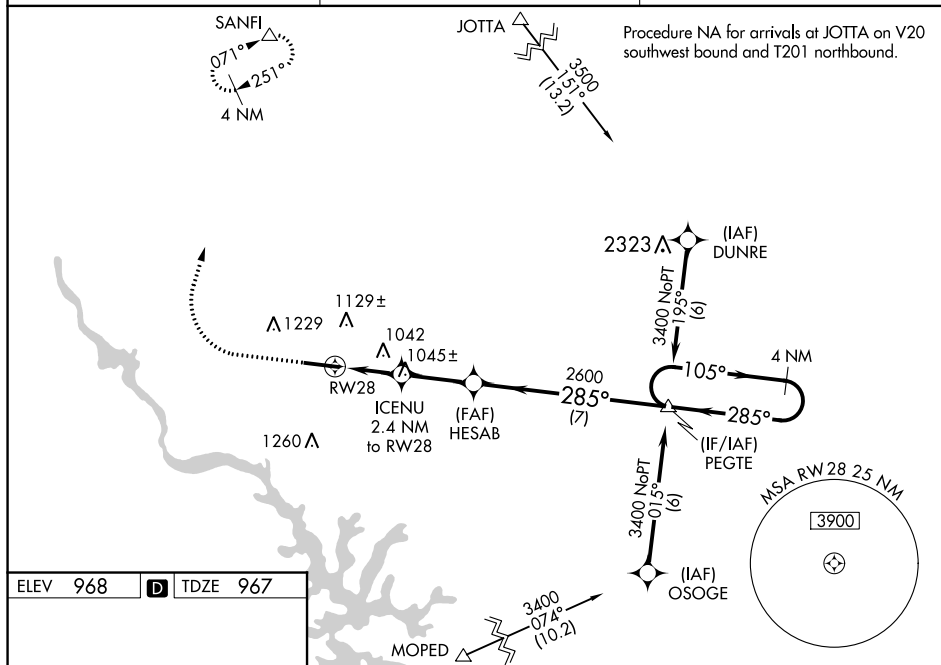 SANFI
071°
251°
4 NM
JOTTA
3500
151°
(13.2)
Procedure NA for arrivals at JOTTA on V20
southwest bound and T201 northbound.
2323
(IAF)
DUNRE
3400 NoPT
195°
(6)
1129±
1229
1042
1045±
RW28
ICENU
2.4 NM
to RW28
(FAF)
HESAB
2600
285°
(7)
105°
4 NM
285°
(IF/IAF)
PEGTE
1260
3400 NoPT
015°
(6)
MSA RW28 25 NM
3900
(IAF)
OSOGE
ELEV 968 D TDZE 967
3400
074°
(10.2)
MOPED